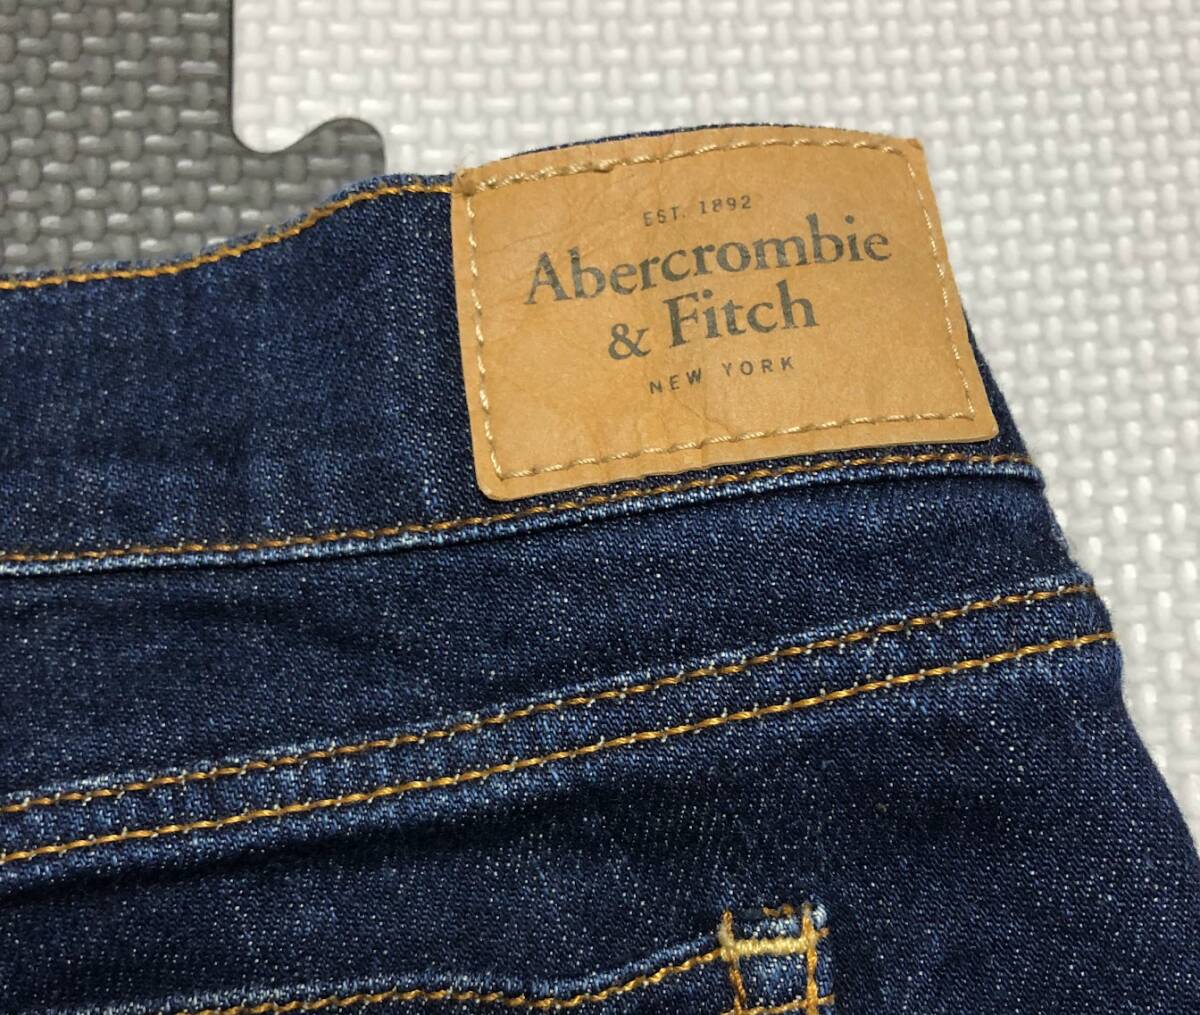 EST. 1892
Abercrombie
& Fitch
NEW YORK